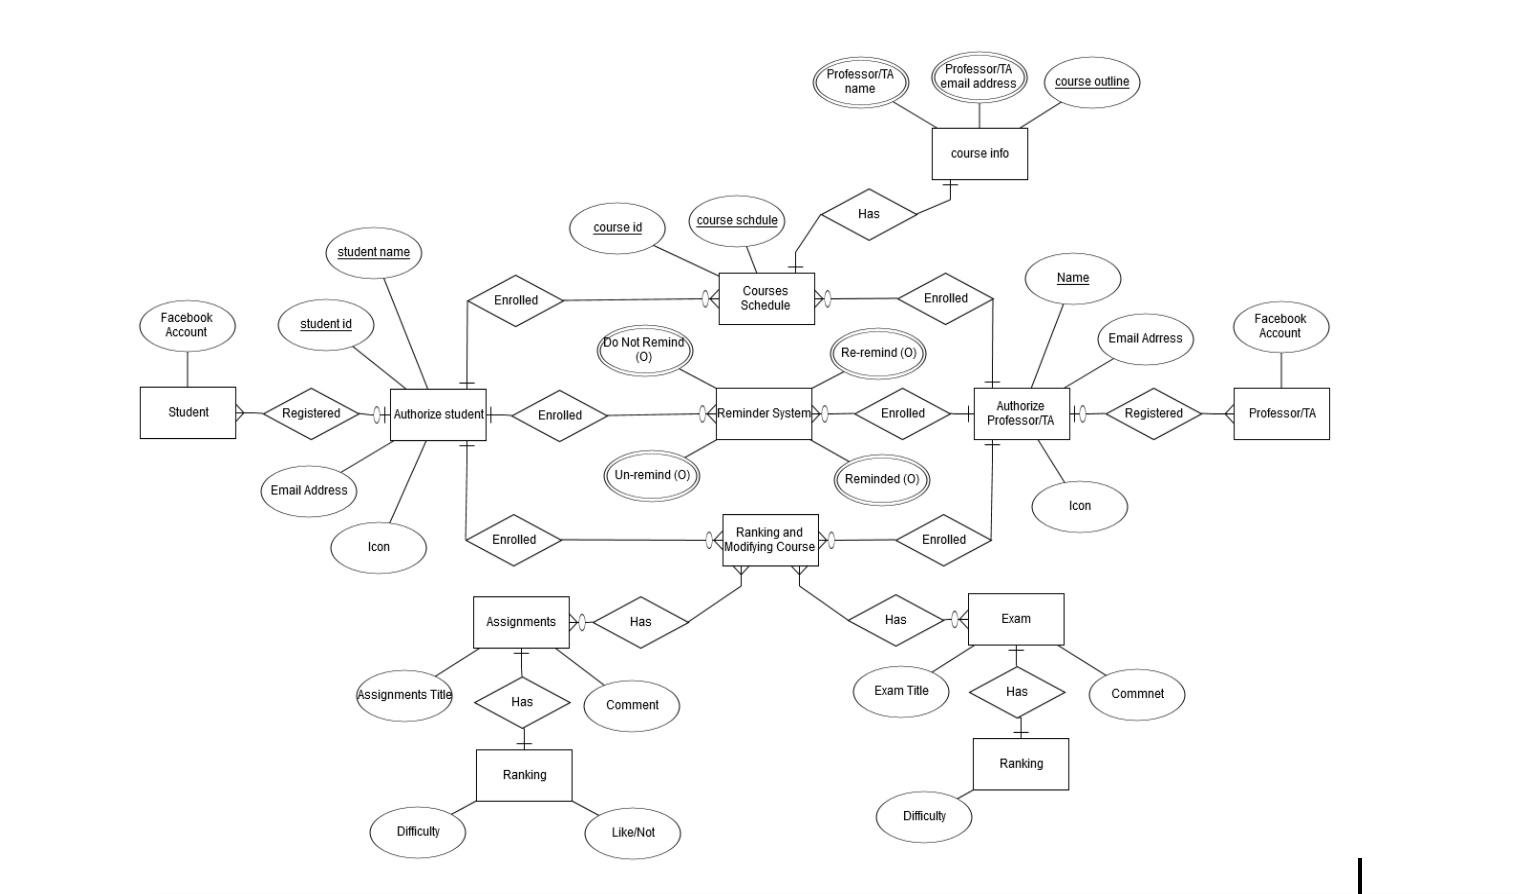 Professor/TA
name
Professor/TA
email address
course outline
course info
Has
course id
course schdule
student name
Name
Courses
Schedule
Enrolled
Enrolled
Facebook
Account
student id
Do Not Remind
(O)
Re-remind (O)
Email Adrress
Facebook
Account
Student
Registered
Authorize student
Enrolled
Reminder System
Enrolled
Authorize
Professor/TA
Registered
Professor/TA
Email Address
Un-remind (O)
Reminded (O)
Icon
Icon
Enrolled
Ranking and
Modifying Course
Enrolled
Assignments
Has
Has
Exam
Assignments Title
Has
Comment
Exam Title
Has
Commnet
Ranking
Ranking
Difficulty
Like/Not
Difficulty